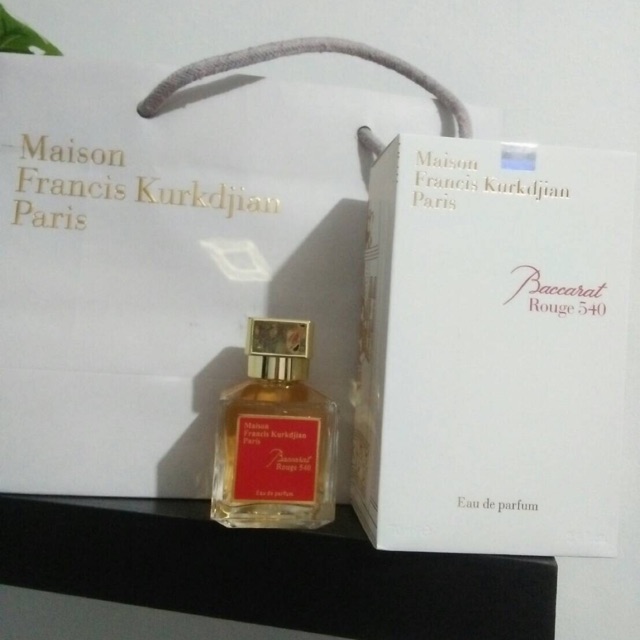 Maison
Francis Kurkdjian
Paris
Maison
Francis Kurkdjian
Paris
Baccarat
Rouge 540
Eau de parfum
Maison
Francis Kurkdjian
Paris
Baccarat
Rouge 540
Eau de parfum